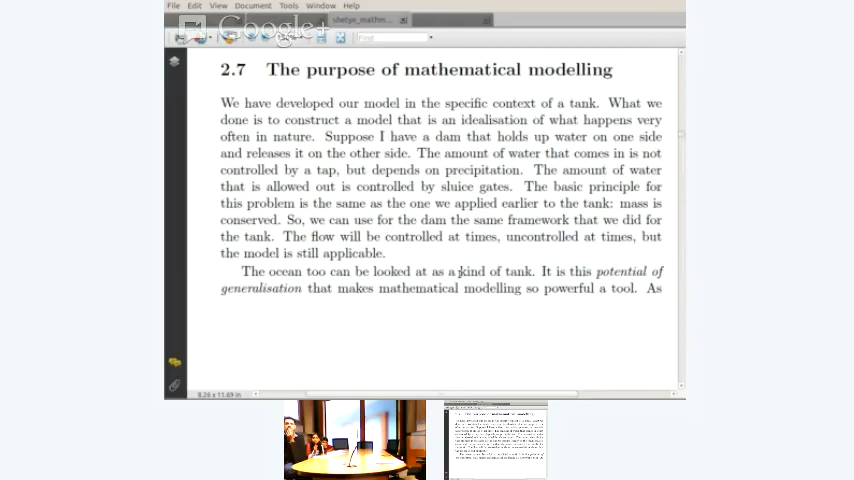 File Edit View Document Tools Window Help
shetye_mathm...
Google+
Find
2.7 The purpose of mathematical modelling
We have developed our model in the specific context of a tank. What we
done is to construct a model that is an idealisation of what happens very
often in nature. Suppose I have a dam that holds up water on one side
and releases it on the other side. The amount of water that comes in is not
controlled by a tap, but depends on precipitation. The amount of water
that is allowed out is controlled by sluice gates. The basic principle for
this problem is the same as the one we applied earlier to the tank: mass is
conserved. So, we can use for the dam the same framework that we did for
the tank. The flow will be controlled at times, uncontrolled at times, but
the model is still applicable.
The ocean too can be looked at as a kind of tank. It is this potential of
generalisation that makes mathematical modelling so powerful a tool. As
8.26 x 11.69 in